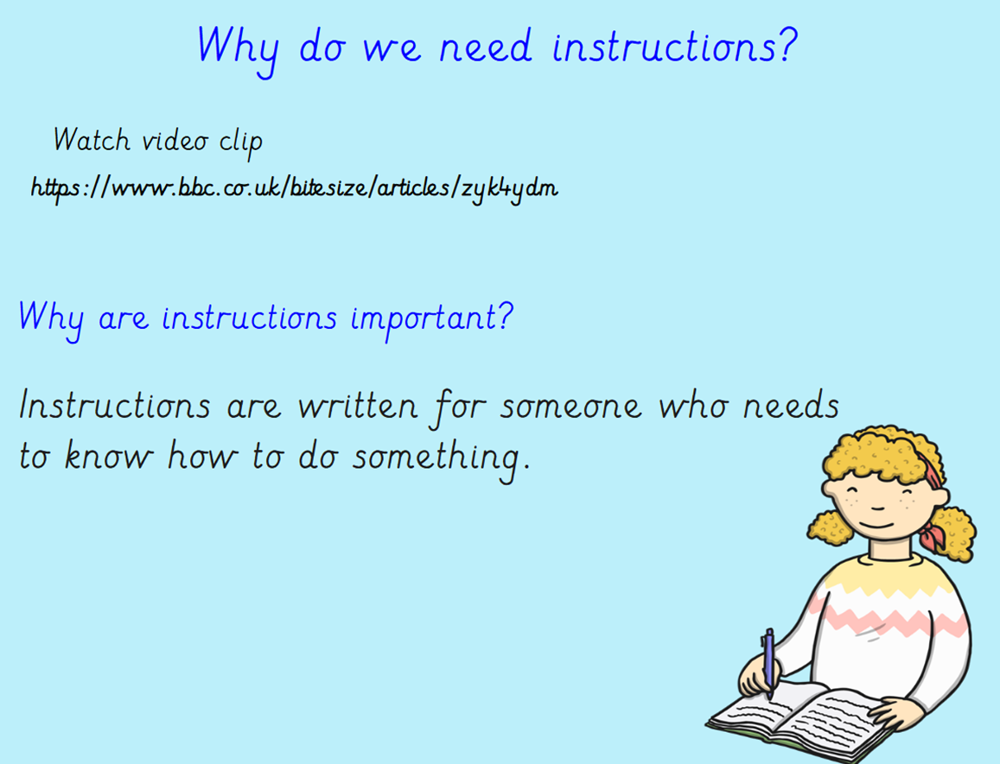 Why do we need instructions?
Watch video clip
https://www.bbc.co.uk/bitesize/articles/zyk4ydm
Why are instructions important?
Instructions are written for someone who needs
to know how to do something.